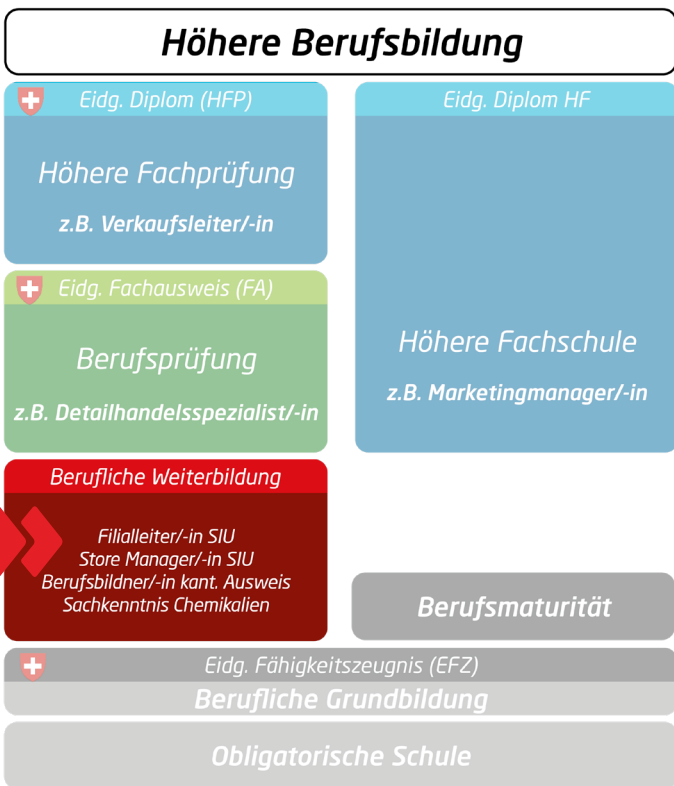 Höhere Berufsbildung
Eidg. Diplom (HFP)
Höhere Fachprüfung
z.B. Verkaufsleiter/-in
Eidg. Diplom HF
Höhere Fachschule
z.B. Marketingmanager/-in
Eidg. Fachausweis (FA)
Berufsprüfung
z.B. Detailhandelsspezialist/-in
Berufliche Weiterbildung
Filialleiter/-in SIU
Store Manager/-in SIU
Berufsbildner/-in kant. Ausweis
Sachkenntnis Chemikalien
Berufsmaturität
Eidg. Fähigkeitszeugnis (EFZ)
Berufliche Grundbildung
Obligatorische Schule